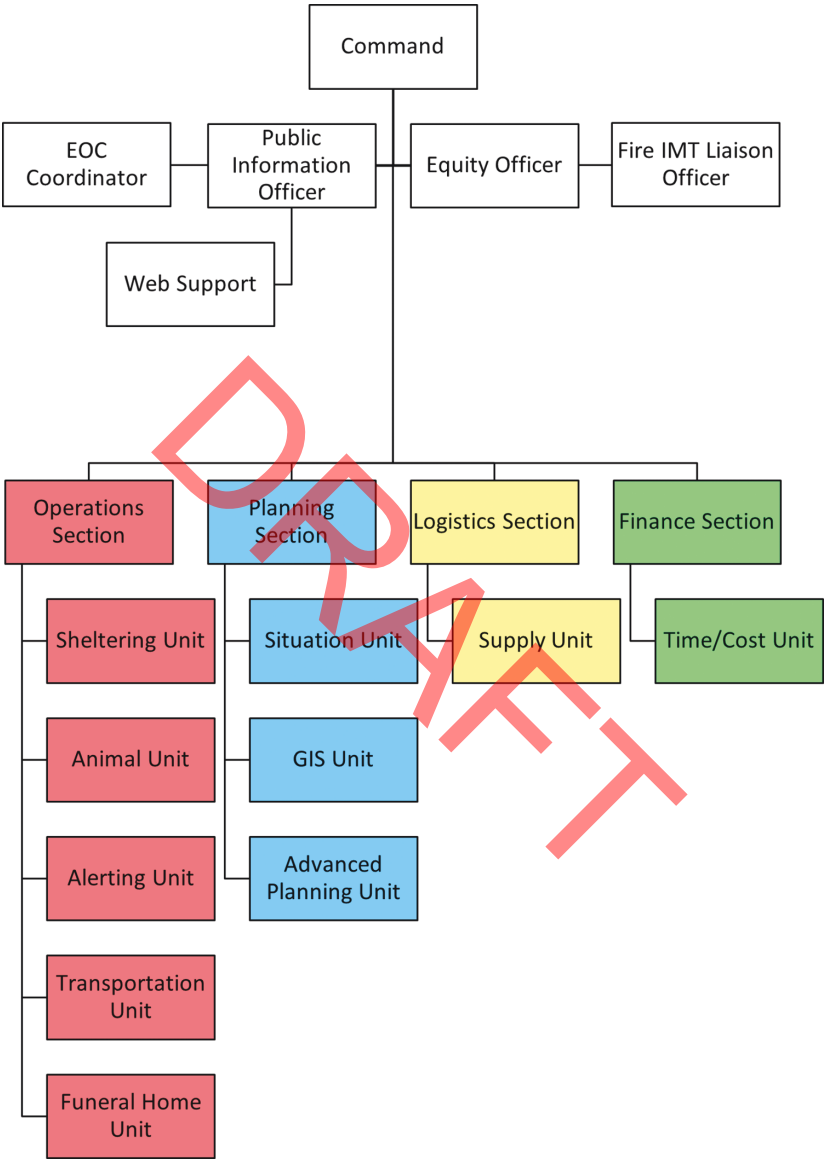 Command
EOC
Coordinator
Public
Information
Officer
Equity Officer
Fire IMT Liaison
Officer
Web Support
Operations
Section
Planning
Section
Logistics Section
Finance Section
Sheltering Unit
Situation Unit
Supply Unit
Time/Cost Unit
Animal Unit
GIS Unit
Alerting Unit
Advanced
Planning Unit
Transportation
Unit
Funeral Home
Unit
DRAFT